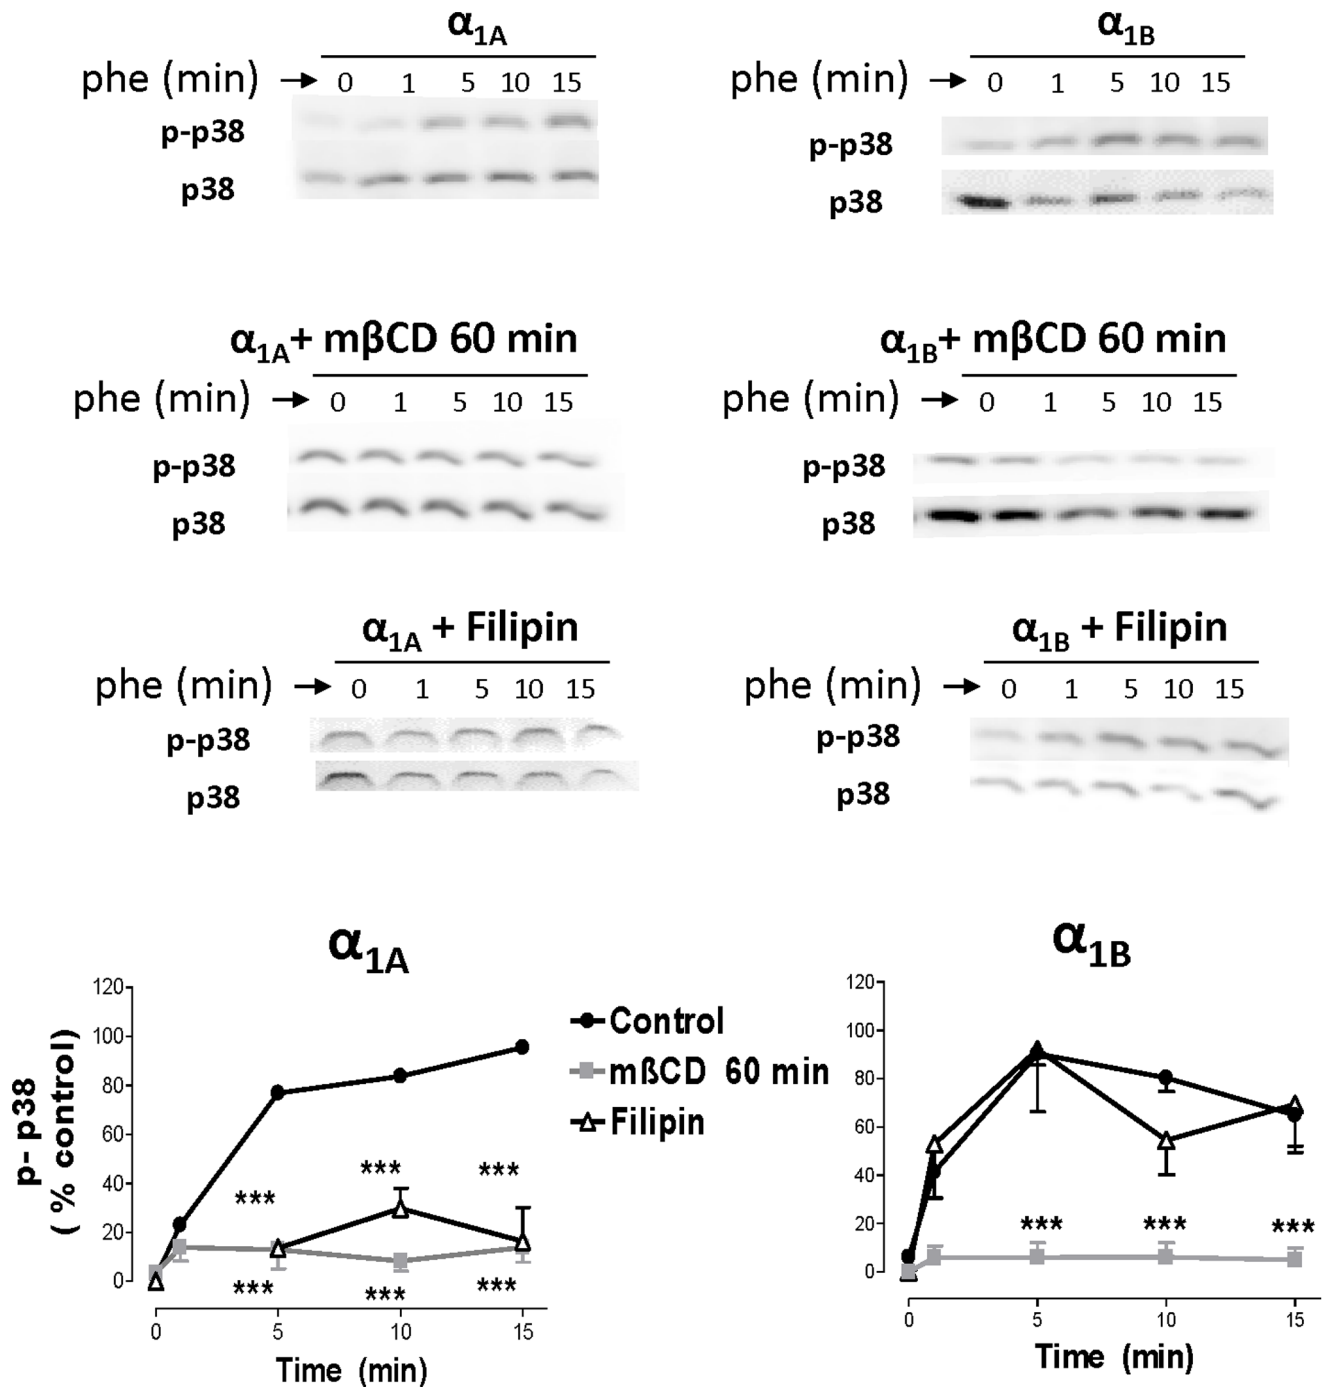 α1A
phe (min) → 0 1 5 10 15
p-p38
p38
α1B
phe (min) → 0 1 5 10 15
p-p38
p38
α1A+ mβCD 60 min
phe (min) → 0 1 5 10 15
p-p38
p38
α1B+ mβCD 60 min
phe (min) → 0 1 5 10 15
p-p38
p38
α1A + Filipin
phe (min) → 0 1 5 10 15
p-p38
p38
α1B + Filipin
phe (min) → 0 1 5 10 15
p-p38
p38
α1A
p- p38
( % control)
120
100
80
60
40
20
0
*** *** ***
*** *** ***
0 5 10 15
Time (min)
Control
mßCD 60 min
Filipin
α1B
120
100
80
60
40
20
0
*** *** ***
0 5 10 15
Time (min)